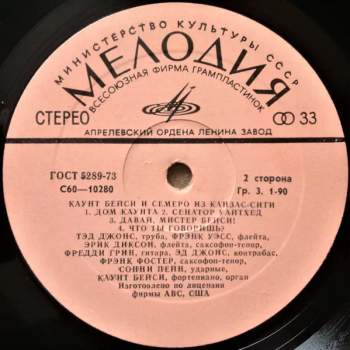 МИНИСТЕРСТВО КУЛЬТУРЫ СССР
МЕЛОДИЯ
ВСЕСОЮЗНАЯ ФИРМА ГРАМПЛАСТИНОК
СТЕРЕО 33
АПРЕЛЕВСКИЙ ОРДЕНА ЛЕНИНА ЗАВОД
ГОСТ 5289-73 2 сторона
С60—10280 Гр. 3. 1-90
КАУНТ БЕЙСИ И СЕМЕРО ИЗ КАНЗАС-СИТИ
1. ДОМ КАУНТА 2. СЕНАТОР УАЙТХЕД
3. ДАВАЙ, МИСТЕР БЕЙСИ!
4. ЧТО ТЫ ГОВОРИШЬ?
ТЭД ДЖОНС, труба, ФРЭНК УЭСС, флейта,
ЭРИК ДИКСОН, флейта, саксофон-тенор,
ФРЕДДИ ГРИН, гитара, ЭД ДЖОНС, контрабас,
ФРЭНК ФОСТЕР, саксофон-тенор,
СОННИ ПЕЙН, ударные,
КАУНТ БЕЙСИ, фортепиано, орган
Изготовлено по лицензии
фирмы ABC, США